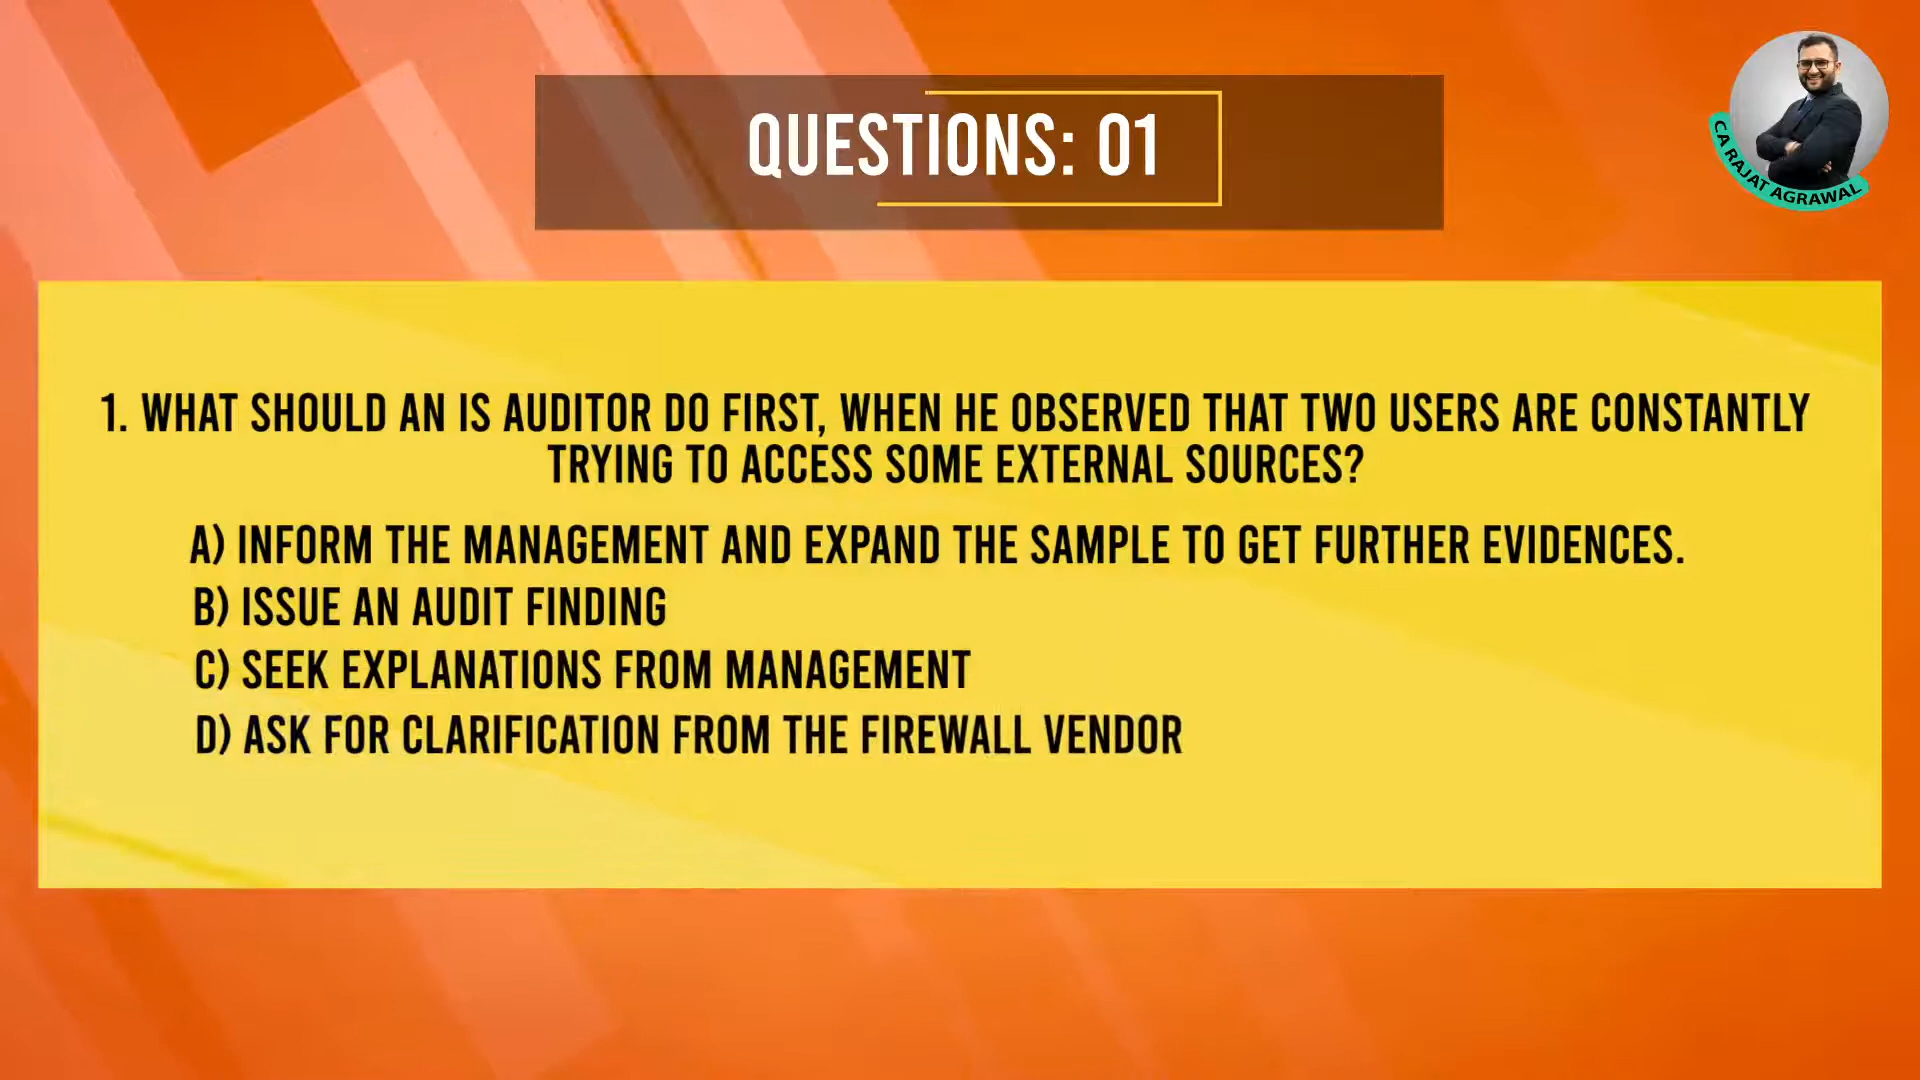 QUESTIONS: 01
CA RAJAT AGRAWAL
1. WHAT SHOULD AN IS AUDITOR DO FIRST, WHEN HE OBSERVED THAT TWO USERS ARE CONSTANTLY
TRYING TO ACCESS SOME EXTERNAL SOURCES?
A) INFORM THE MANAGEMENT AND EXPAND THE SAMPLE TO GET FURTHER EVIDENCES.
B) ISSUE AN AUDIT FINDING
C) SEEK EXPLANATIONS FROM MANAGEMENT
D) ASK FOR CLARIFICATION FROM THE FIREWALL VENDOR